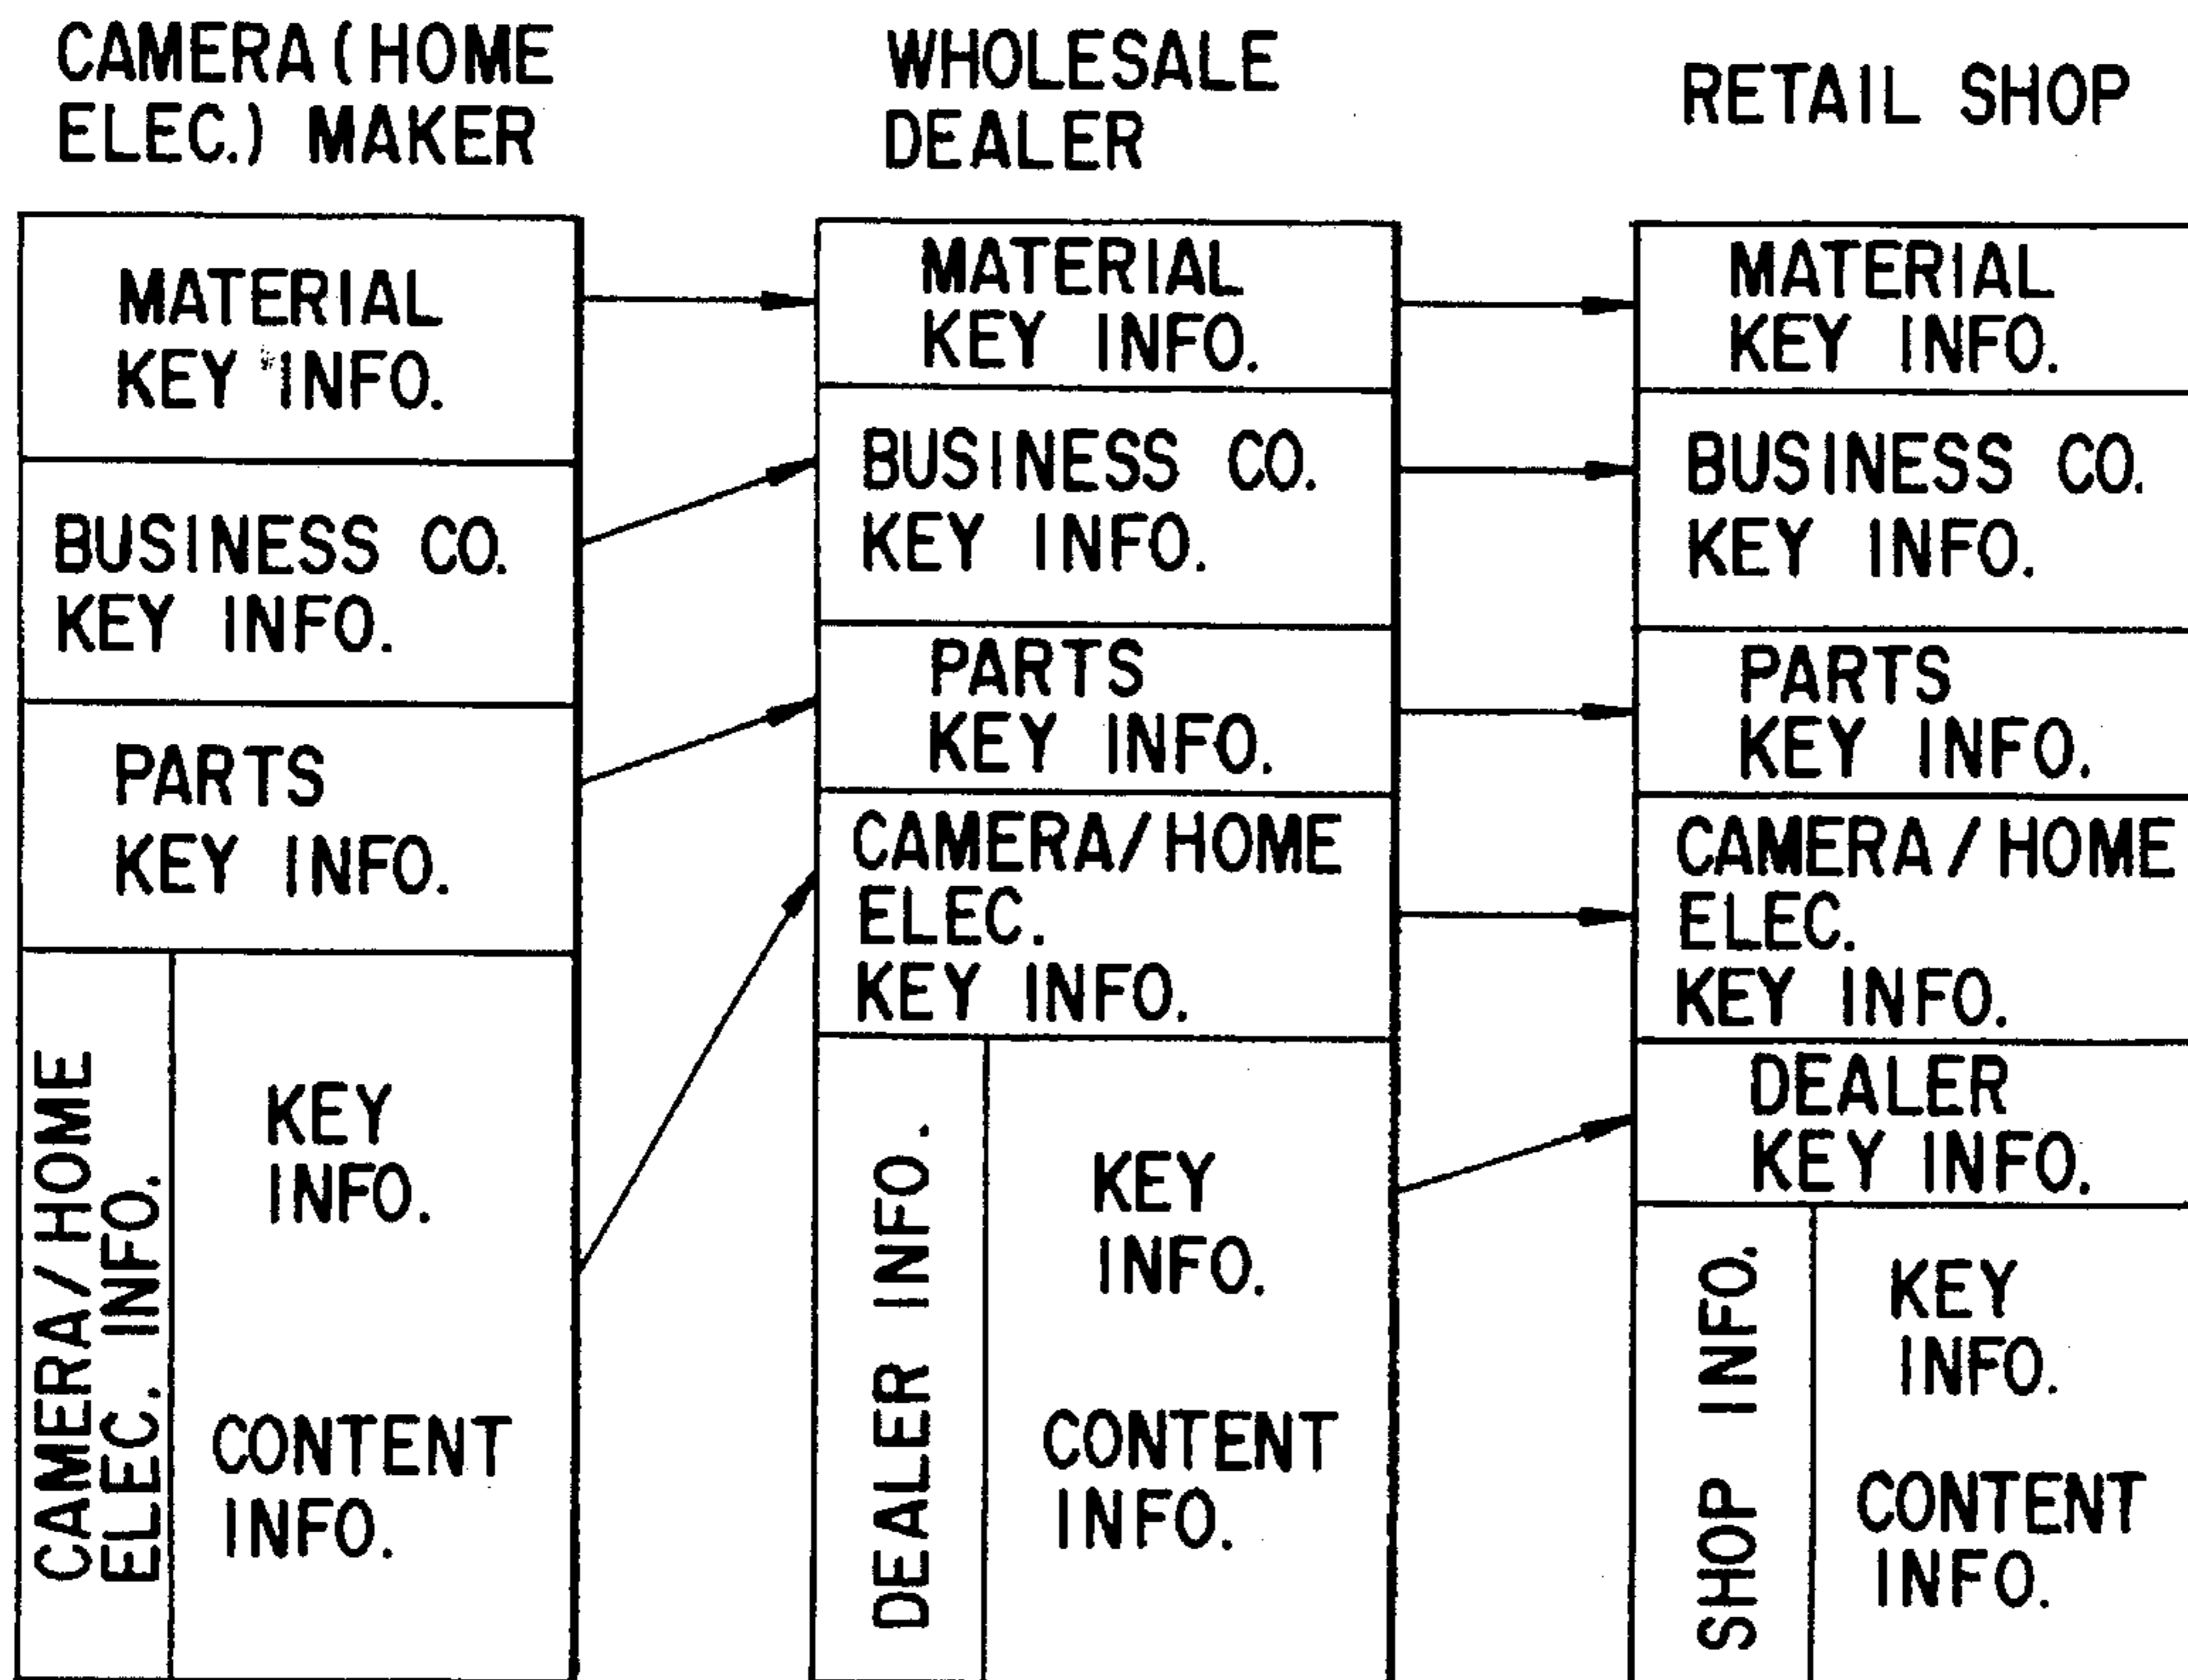 CAMERA (HOME
ELEC.) MAKER
MATERIAL
KEY INFO.
BUSINESS CO.
KEY INFO.
PARTS
KEY INFO.
CAMERA/HOME
ELEC. INFO.
KEY
INFO.
CONTENT
INFO.
WHOLESALE
DEALER
MATERIAL
KEY INFO.
BUSINESS CO.
KEY INFO.
PARTS
KEY INFO.
CAMERA/HOME
ELEC.
KEY INFO.
DEALER INFO.
KEY
INFO.
CONTENT
INFO.
RETAIL SHOP
MATERIAL
KEY INFO.
BUSINESS CO.
KEY INFO.
PARTS
KEY INFO.
CAMERA/HOME
ELEC.
KEY INFO.
DEALER
KEY INFO.
SHOP INFO.
KEY
INFO.
CONTENT
INFO.